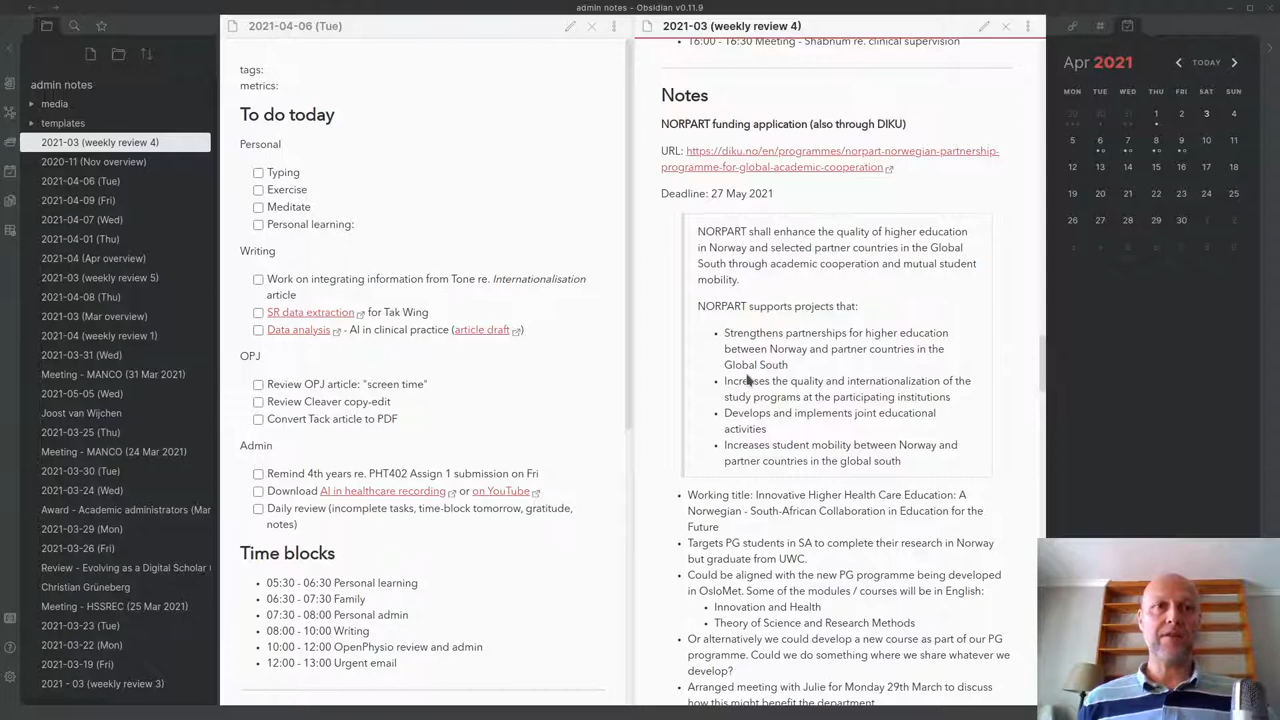 admin notes - Obsidian v0.11.9
admin notes
media
templates
2021-03 (weekly review 4)
2020-11 (Nov overview)
2021-04-06 (Tue)
2021-04-09 (Fri)
2021-04-07 (Wed)
2021-04-01 (Thu)
2021-04 (Apr overview)
2021-03 (weekly review 5)
2021-04-08 (Thu)
2021-03 (Mar overview)
2021-04 (weekly review 1)
2021-03-31 (Wed)
Meeting - MANCO (31 Mar 2021)
2021-05-05 (Wed)
Joost van Wijchen
2021-03-25 (Thu)
Meeting - MANCO (24 Mar 2021)
2021-03-30 (Tue)
2021-03-24 (Wed)
Award - Academic administrators (Mar
2021-03-29 (Mon)
2021-03-26 (Fri)
Review - Evolving as a Digital Scholar (
Christian Grüneberg
Meeting - HSSREC (25 Mar 2021)
2021-03-23 (Tue)
2021-03-22 (Mon)
2021-03-19 (Fri)
2021 - 03 (weekly review 3)
2021-04-06 (Tue)
tags:
metrics:
To do today
Personal
Typing
Exercise
Meditate
Personal learning:
Writing
Work on integrating information from Tone re. Internationalisation
article
SR data extraction for Tak Wing
Data analysis - AI in clinical practice (article draft)
OPJ
Review OPJ article: "screen time"
Review Cleaver copy-edit
Convert Tack article to PDF
Admin
Remind 4th years re. PHT402 Assign 1 submission on Fri
Download AI in healthcare recording or on YouTube
Daily review (incomplete tasks, time-block tomorrow, gratitude,
notes)
Time blocks
05:30 - 06:30 Personal learning
06:30 - 07:30 Family
07:30 - 08:00 Personal admin
08:00 - 10:00 Writing
10:00 - 12:00 OpenPhysio review and admin
12:00 - 13:00 Urgent email
2021-03 (weekly review 4)
16:00 - 16:30 Meeting - Shabnum re. clinical supervision
Notes
NORPART funding application (also through DIKU)
URL: https://diku.no/en/programmes/norpart-norwegian-partnership-
programme-for-global-academic-cooperation
Deadline: 27 May 2021
NORPART shall enhance the quality of higher education
in Norway and selected partner countries in the Global
South through academic cooperation and mutual student
mobility.
NORPART supports projects that:
Strengthens partnerships for higher education
between Norway and partner countries in the
Global South
Increases the quality and internationalization of the
study programs at the participating institutions
Develops and implements joint educational
activities
Increases student mobility between Norway and
partner countries in the global south
Working title: Innovative Higher Health Care Education: A
Norwegian - South-African Collaboration in Education for the
Future
Targets PG students in SA to complete their research in Norway
but graduate from UWC.
Could be aligned with the new PG programme being developed
in OsloMet. Some of the modules / courses will be in English:
Innovation and Health
Theory of Science and Research Methods
Or alternatively we could develop a new course as part of our PG
programme. Could we do something where we share whatever we
develop?
Arranged meeting with Julie for Monday 29th March to discuss
how this might benefit the department
Apr 2021 TODAY
MON TUE WED THU FRI SAT SUN
29 30 31 1 2 3 4
5 6 7 8 9 10 11
12 13 14 15 16 17 18
19 20 21 22 23 24 25
26 27 28 29 30 1 2
3 4 5 6 7 8 9